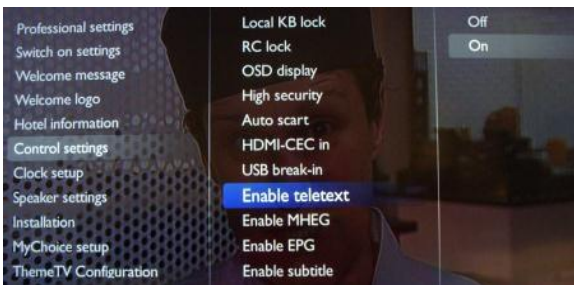 Professional settings
Switch on settings
Welcome message
Welcome logo
Hotel information
Control settings
Clock setup
Speaker settings
Installation
MyChoice setup
ThemeTV Configuration
Local KB lock
RC lock
OSD display
High security
Auto scart
HDMI-CEC in
USB break-in
Enable teletext
Enable MHEG
Enable EPG
Enable subtitle
Off
On